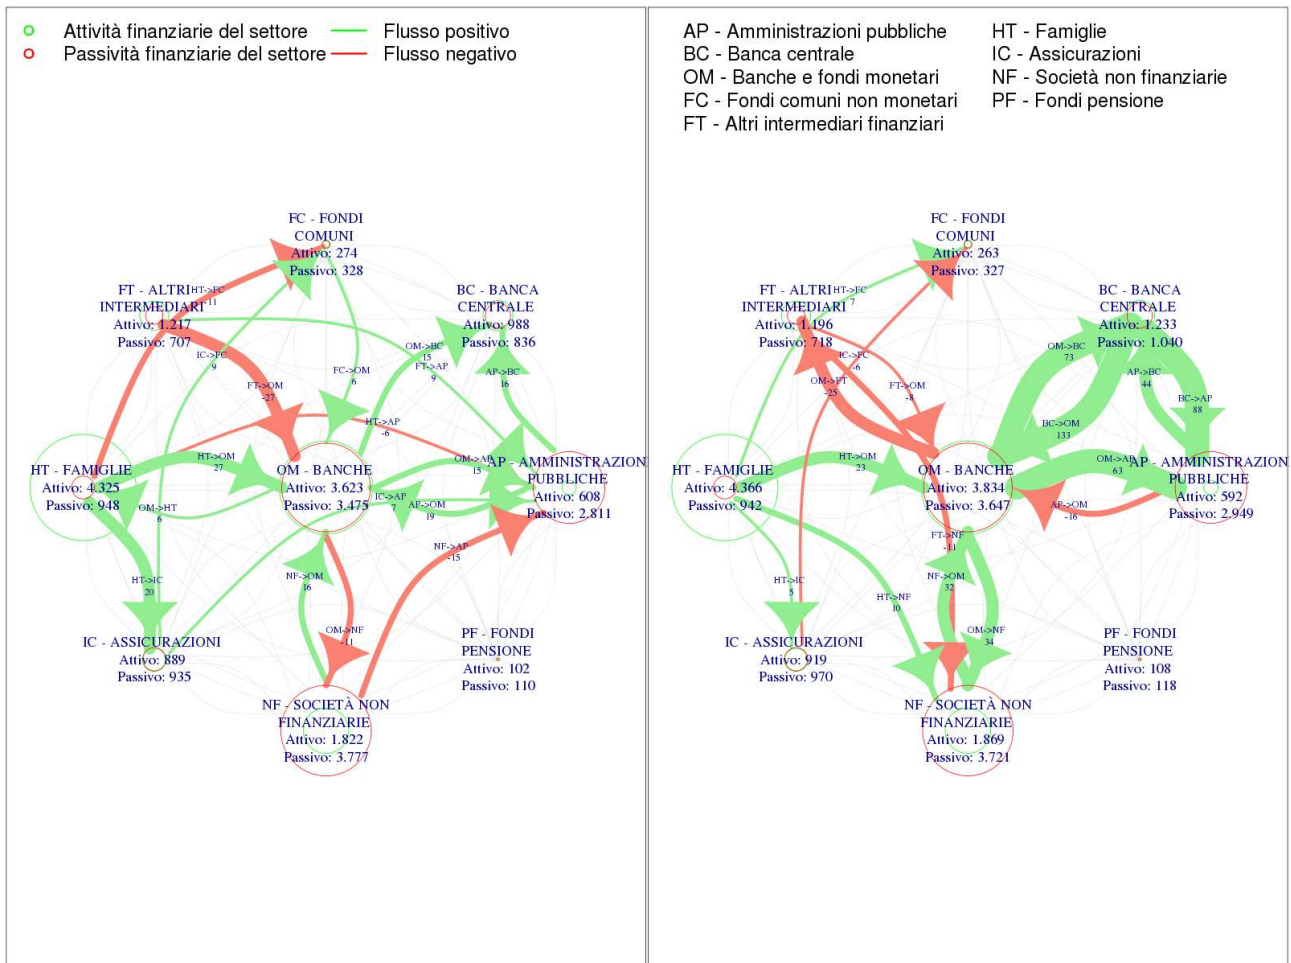 Attività finanziarie del settore
Flusso positivo
Passività finanziarie del settore
Flusso negativo
FC - FONDI
COMUNI
Attivo: 274
Passivo: 328
FT - ALTRI
INTERMEDIARI
Attivo: 1.217
Passivo: 707
HT->FC
-11
BC - BANCA
CENTRALE
Attivo: 988
Passivo: 836
OM->BC
15
FT->AP
9
IC->FC
9
FC->OM
6
AP->BC
16
FT->OM
-27
HT->AP
-6
HT - FAMIGLIE
Attivo: 4.325
Passivo: 948
HT->OM
27
OM - BANCHE
Attivo: 3.623
Passivo: 3.475
OM->AP
15
AP - AMMINISTRAZIONI
PUBBLICHE
Attivo: 608
Passivo: 2.811
OM->HT
6
IC->AP
7
AP->OM
19
NF->AP
-15
HT->IC
20
NF->OM
16
OM->NF
-11
IC - ASSICURAZIONI
Attivo: 889
Passivo: 935
PF - FONDI
PENSIONE
Attivo: 102
Passivo: 110
NF - SOCIETÀ NON
FINANZIARIE
Attivo: 1.822
Passivo: 3.777
AP - Amministrazioni pubbliche
HT - Famiglie
BC - Banca centrale
IC - Assicurazioni
OM - Banche e fondi monetari
NF - Società non finanziarie
FC - Fondi comuni non monetari
PF - Fondi pensione
FT - Altri intermediari finanziari
FC - FONDI
COMUNI
Attivo: 263
Passivo: 327
FT - ALTRI
INTERMEDIARI
Attivo: 1.196
Passivo: 718
HT->FC
7
BC - BANCA
CENTRALE
Attivo: 1.233
Passivo: 1.040
OM->BC
73
IC->FC
-6
AP->BC
44
OM->FT
-25
FT->OM
-8
BC->AP
88
BC->OM
133
HT - FAMIGLIE
Attivo: 4.366
Passivo: 942
HT->OM
23
OM - BANCHE
Attivo: 3.834
Passivo: 3.647
OM->AP
63
AP - AMMINISTRAZIONI
PUBBLICHE
Attivo: 592
Passivo: 2.949
AP->OM
-16
FT->NF
-11
HT->IC
5
NF->OM
32
HT->NF
10
OM->NF
34
IC - ASSICURAZIONI
Attivo: 919
Passivo: 970
PF - FONDI
PENSIONE
Attivo: 108
Passivo: 118
NF - SOCIETÀ NON
FINANZIARIE
Attivo: 1.869
Passivo: 3.721